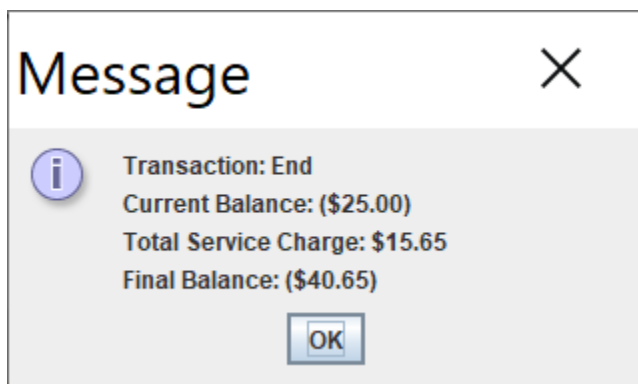 Message
Transaction: End
Current Balance: ($25.00)
Total Service Charge: $15.65
Final Balance: ($40.65)
OK